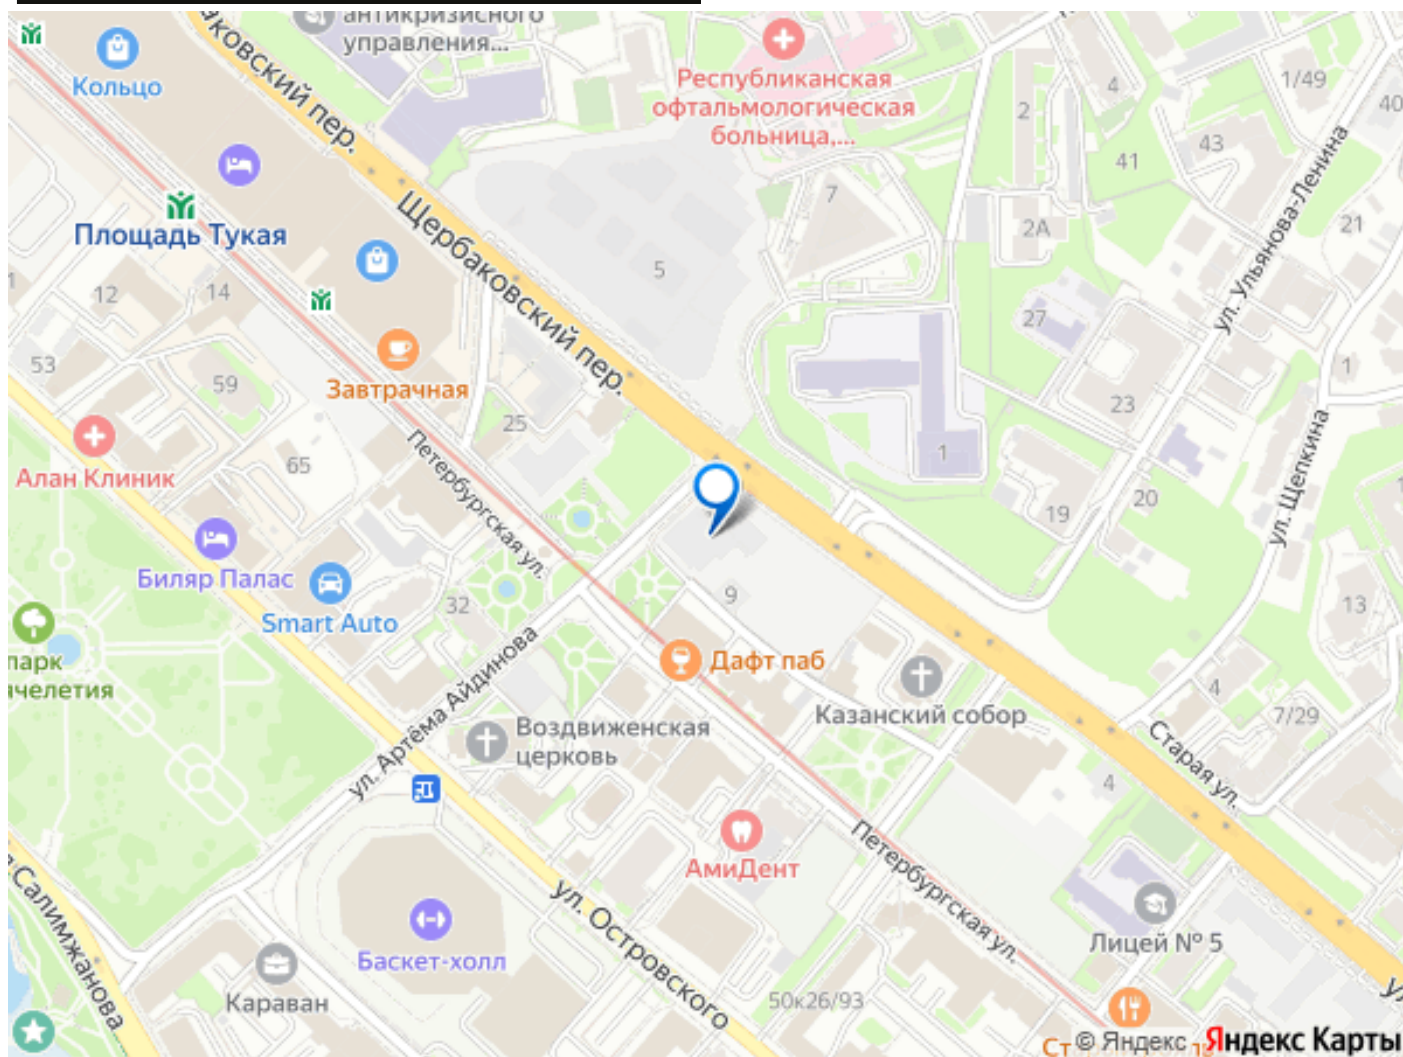 антикризисного
управления...
Кольцо
Республиканская
офтальмологическая
больница,...
Щербаковский пер.
Площадь Тукая
Завтрачная
Алан Клиник
Биляр Палас
Smart Auto
парк
Петербургская ул.
ул. Артёма Айдинова
Дафт паб
Казанский собор
Воздвиженская
церковь
АмиДент
Баскет-холл
Караван
ул. Островского
Петербургская ул.
Лицей № 5
Старая ул.
ул. Ульянова-Ленина
ул. Щепкина
Салимжанова
1/49
40
4
2
43
41
7
2А
21
5
12
14
27
53
59
1
23
25
65
1
19
20
32
9
13
4
7/29
4
50к26/93
© Яндекс
Яндекс Карты